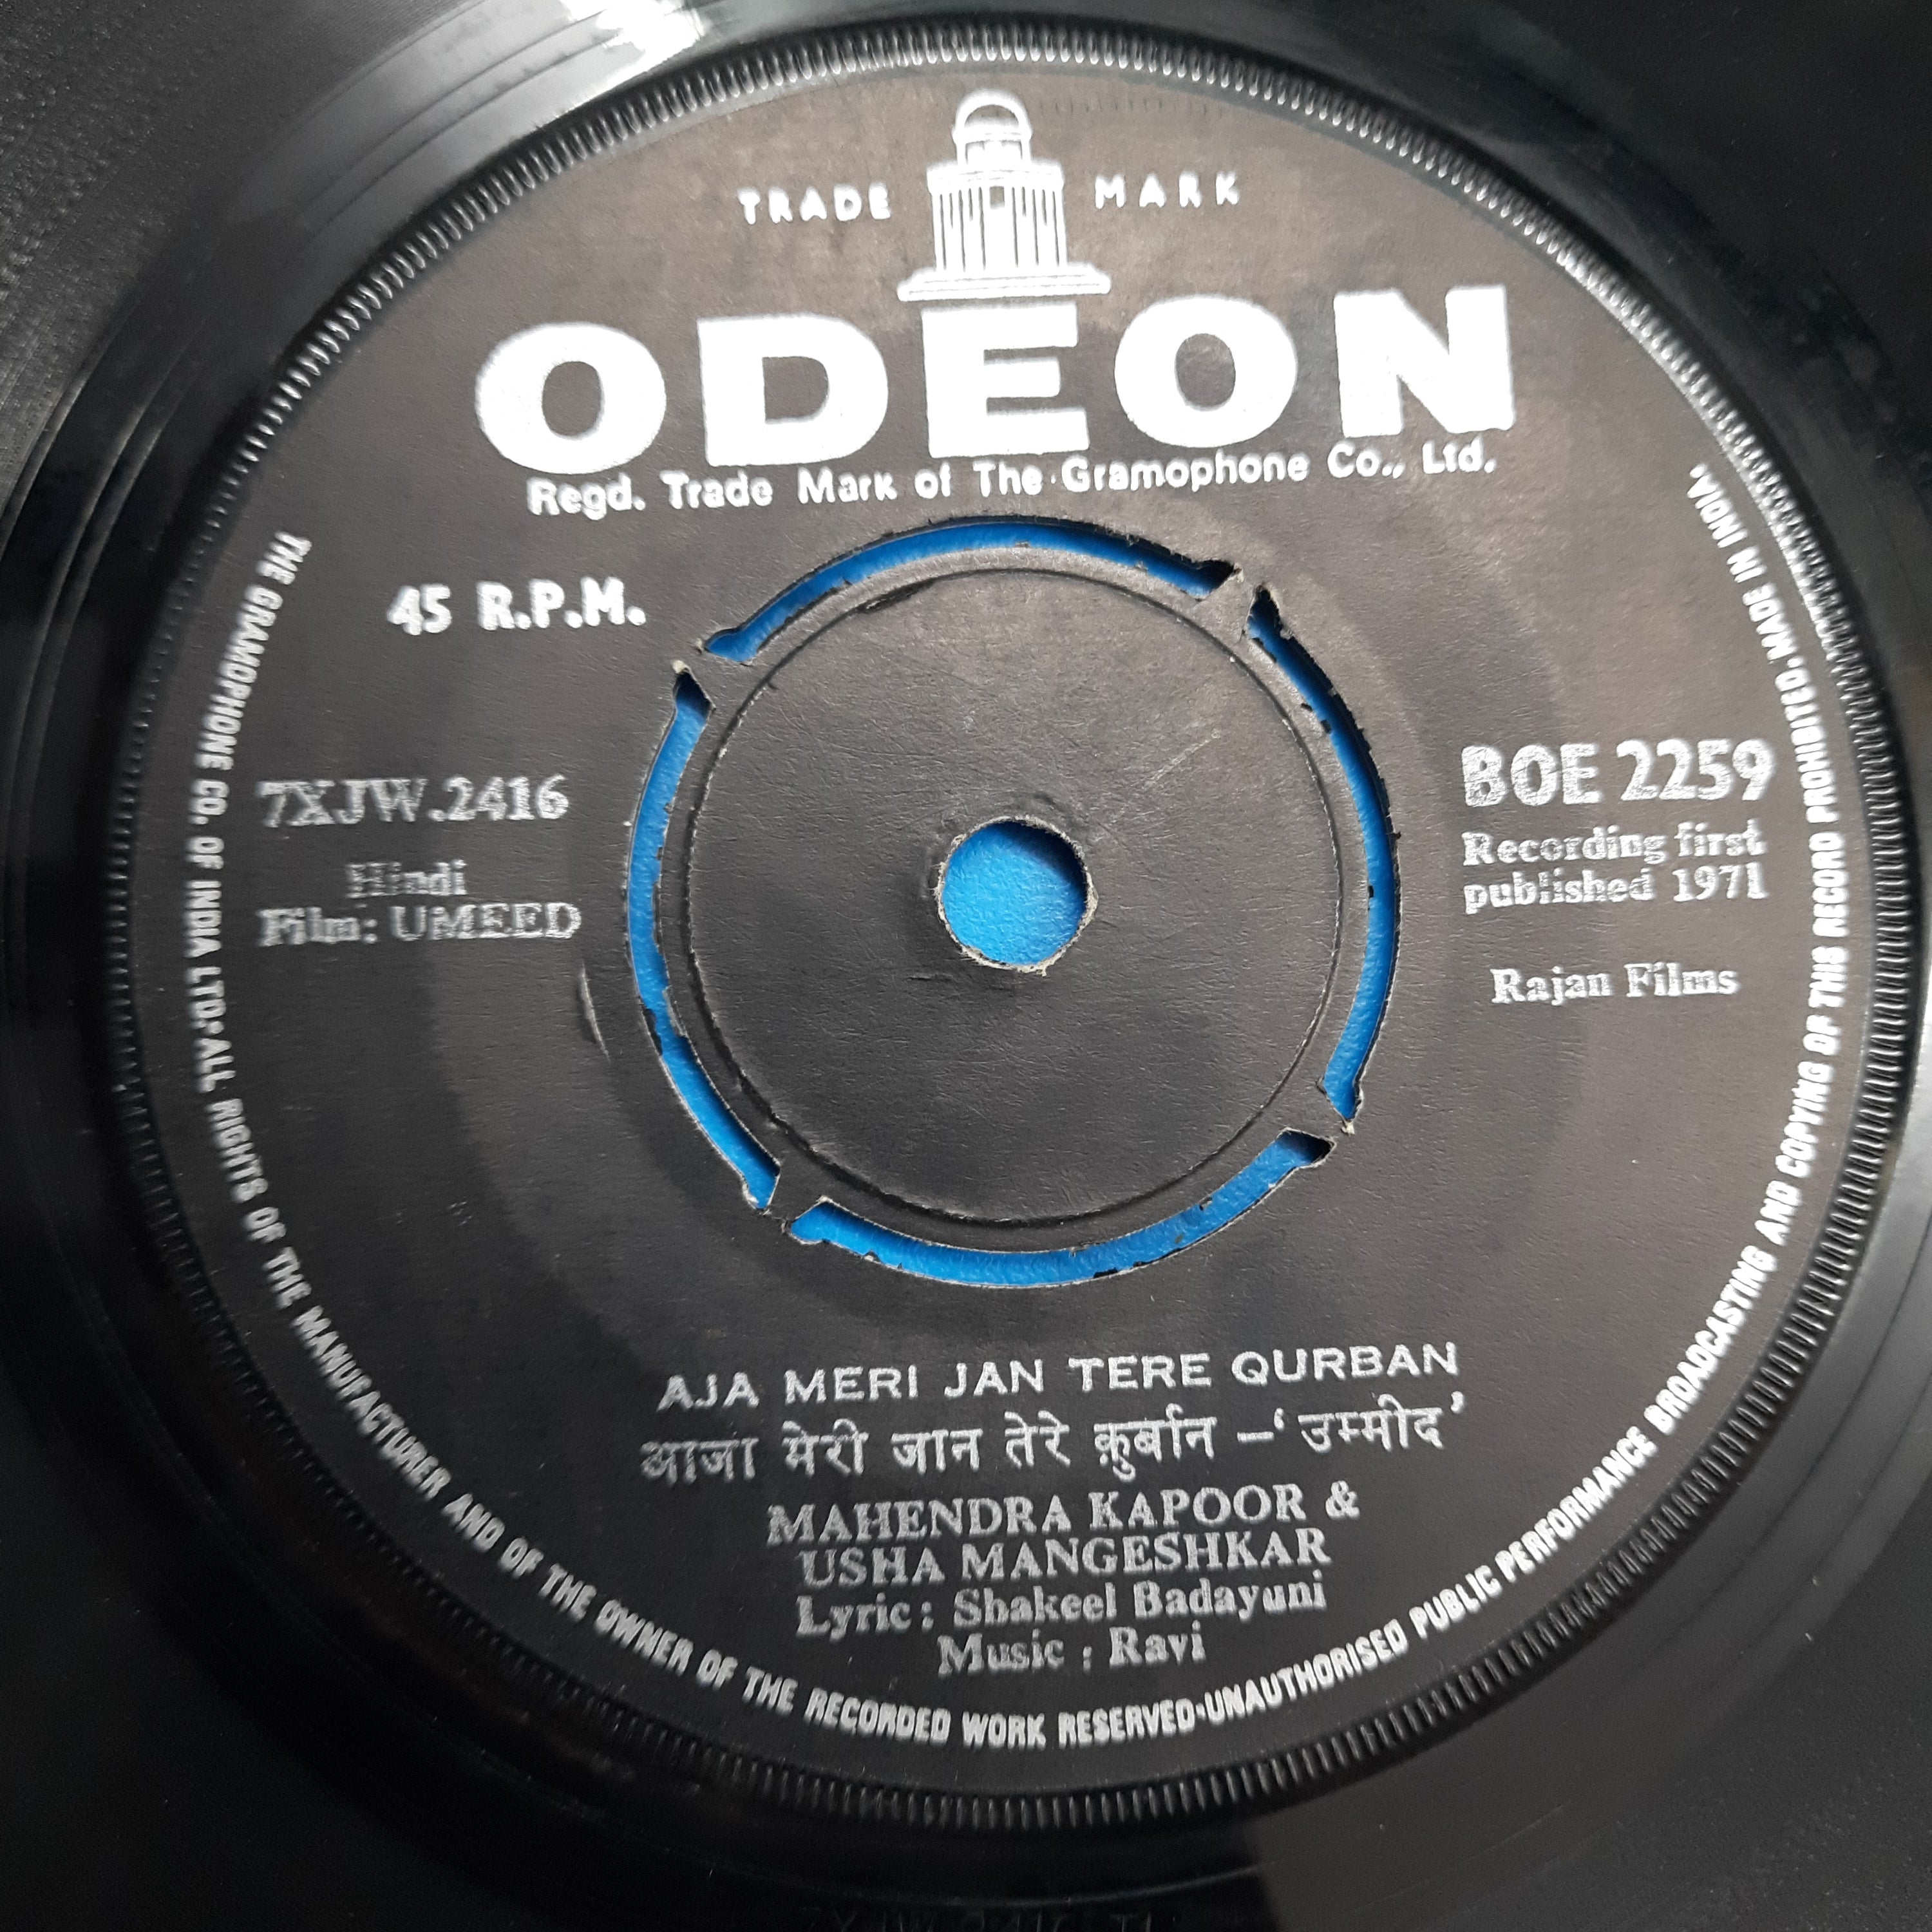 TRADE MARK
ODEON
Regd. Trade Mark of The Gramophone Co., Ltd.
45 R.P.M.
7XJW.2416
Hindi
Film: UMEED
BOE 2259
Recording first
published 1971
Rajan Films
AJA MERI JAN TERE QURBAN
आजा मेरी जान तेरे क़ुर्बान –‘उम्मीद’
MAHENDRA KAPOOR &
USHA MANGESHKAR
Lyric: Shakeel Badayuni
Music : Ravi
THE GRAMOPHONE CO. OF INDIA LTD. ALL RIGHTS OF THE MANUFACTURER AND OF THE OWNER OF THE RECORDED WORK RESERVED·UNAUTHORISED PUBLIC PERFORMANCE BROADCASTING AND COPYING OF THIS RECORD PROHIBITED. MADE IN INDIA.